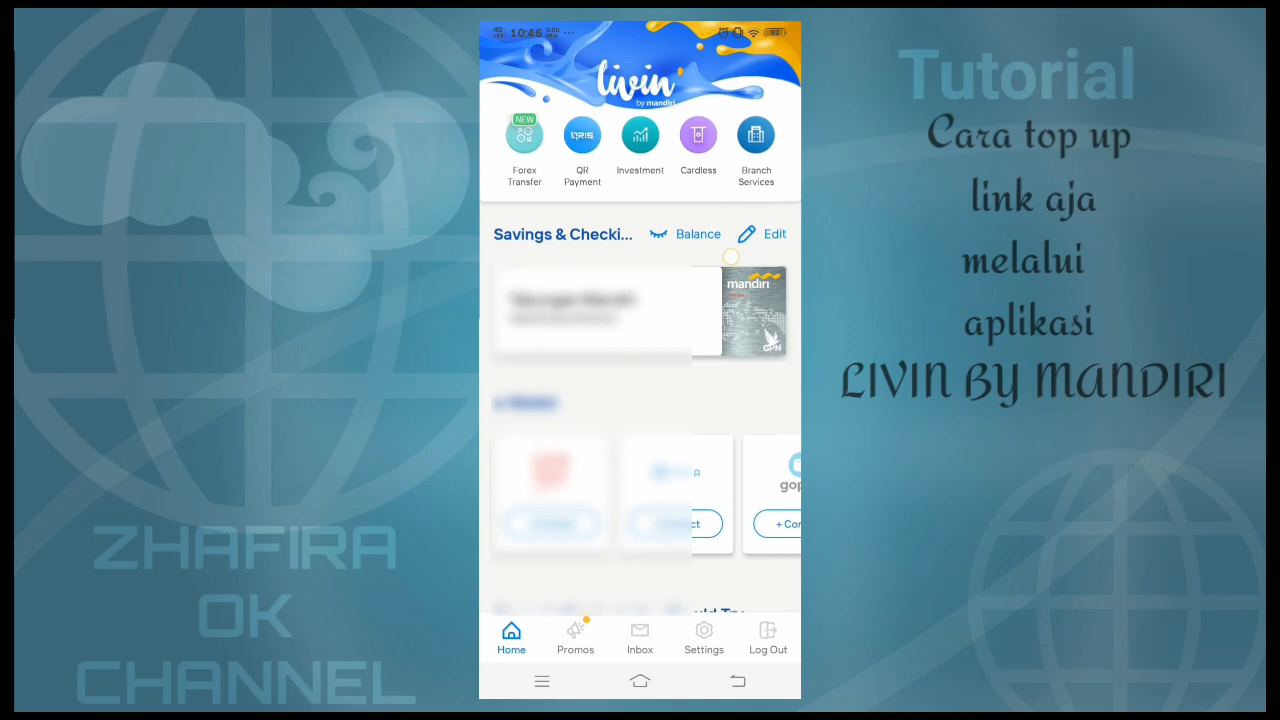 10:46
92
livin'
by mandiri
NEW
QRIS
Forex
Transfer
QR
Payment
Investment
Cardless
Branch
Services
Savings & Checki...
Balance
Edit
mandiri
GPN
Home
Promos
Inbox
Settings
Log Out
Tutorial
Cara top up
link aja
melalui
aplikasi
LIVIN BY MANDIRI
ZHAFIRA
OK
CHANNEL